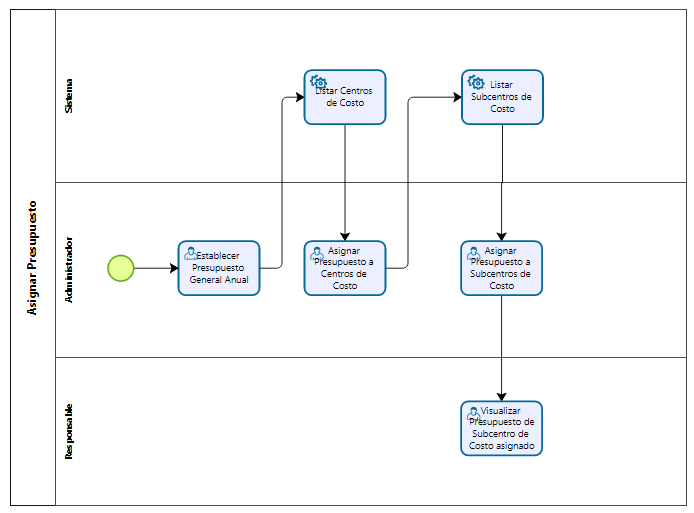 Asignar Presupuesto
Sistema
Listar Centros
de Costo
Listar
Subcentros de
Costo
Administrador
Establecer
Presupuesto
General Anual
Asignar
Presupuesto a
Centros de
Costo
Asignar
Presupuesto a
Subcentros de
Costo
Responsable
Visualizar
Presupuesto de
Subcentro de
Costo asignado